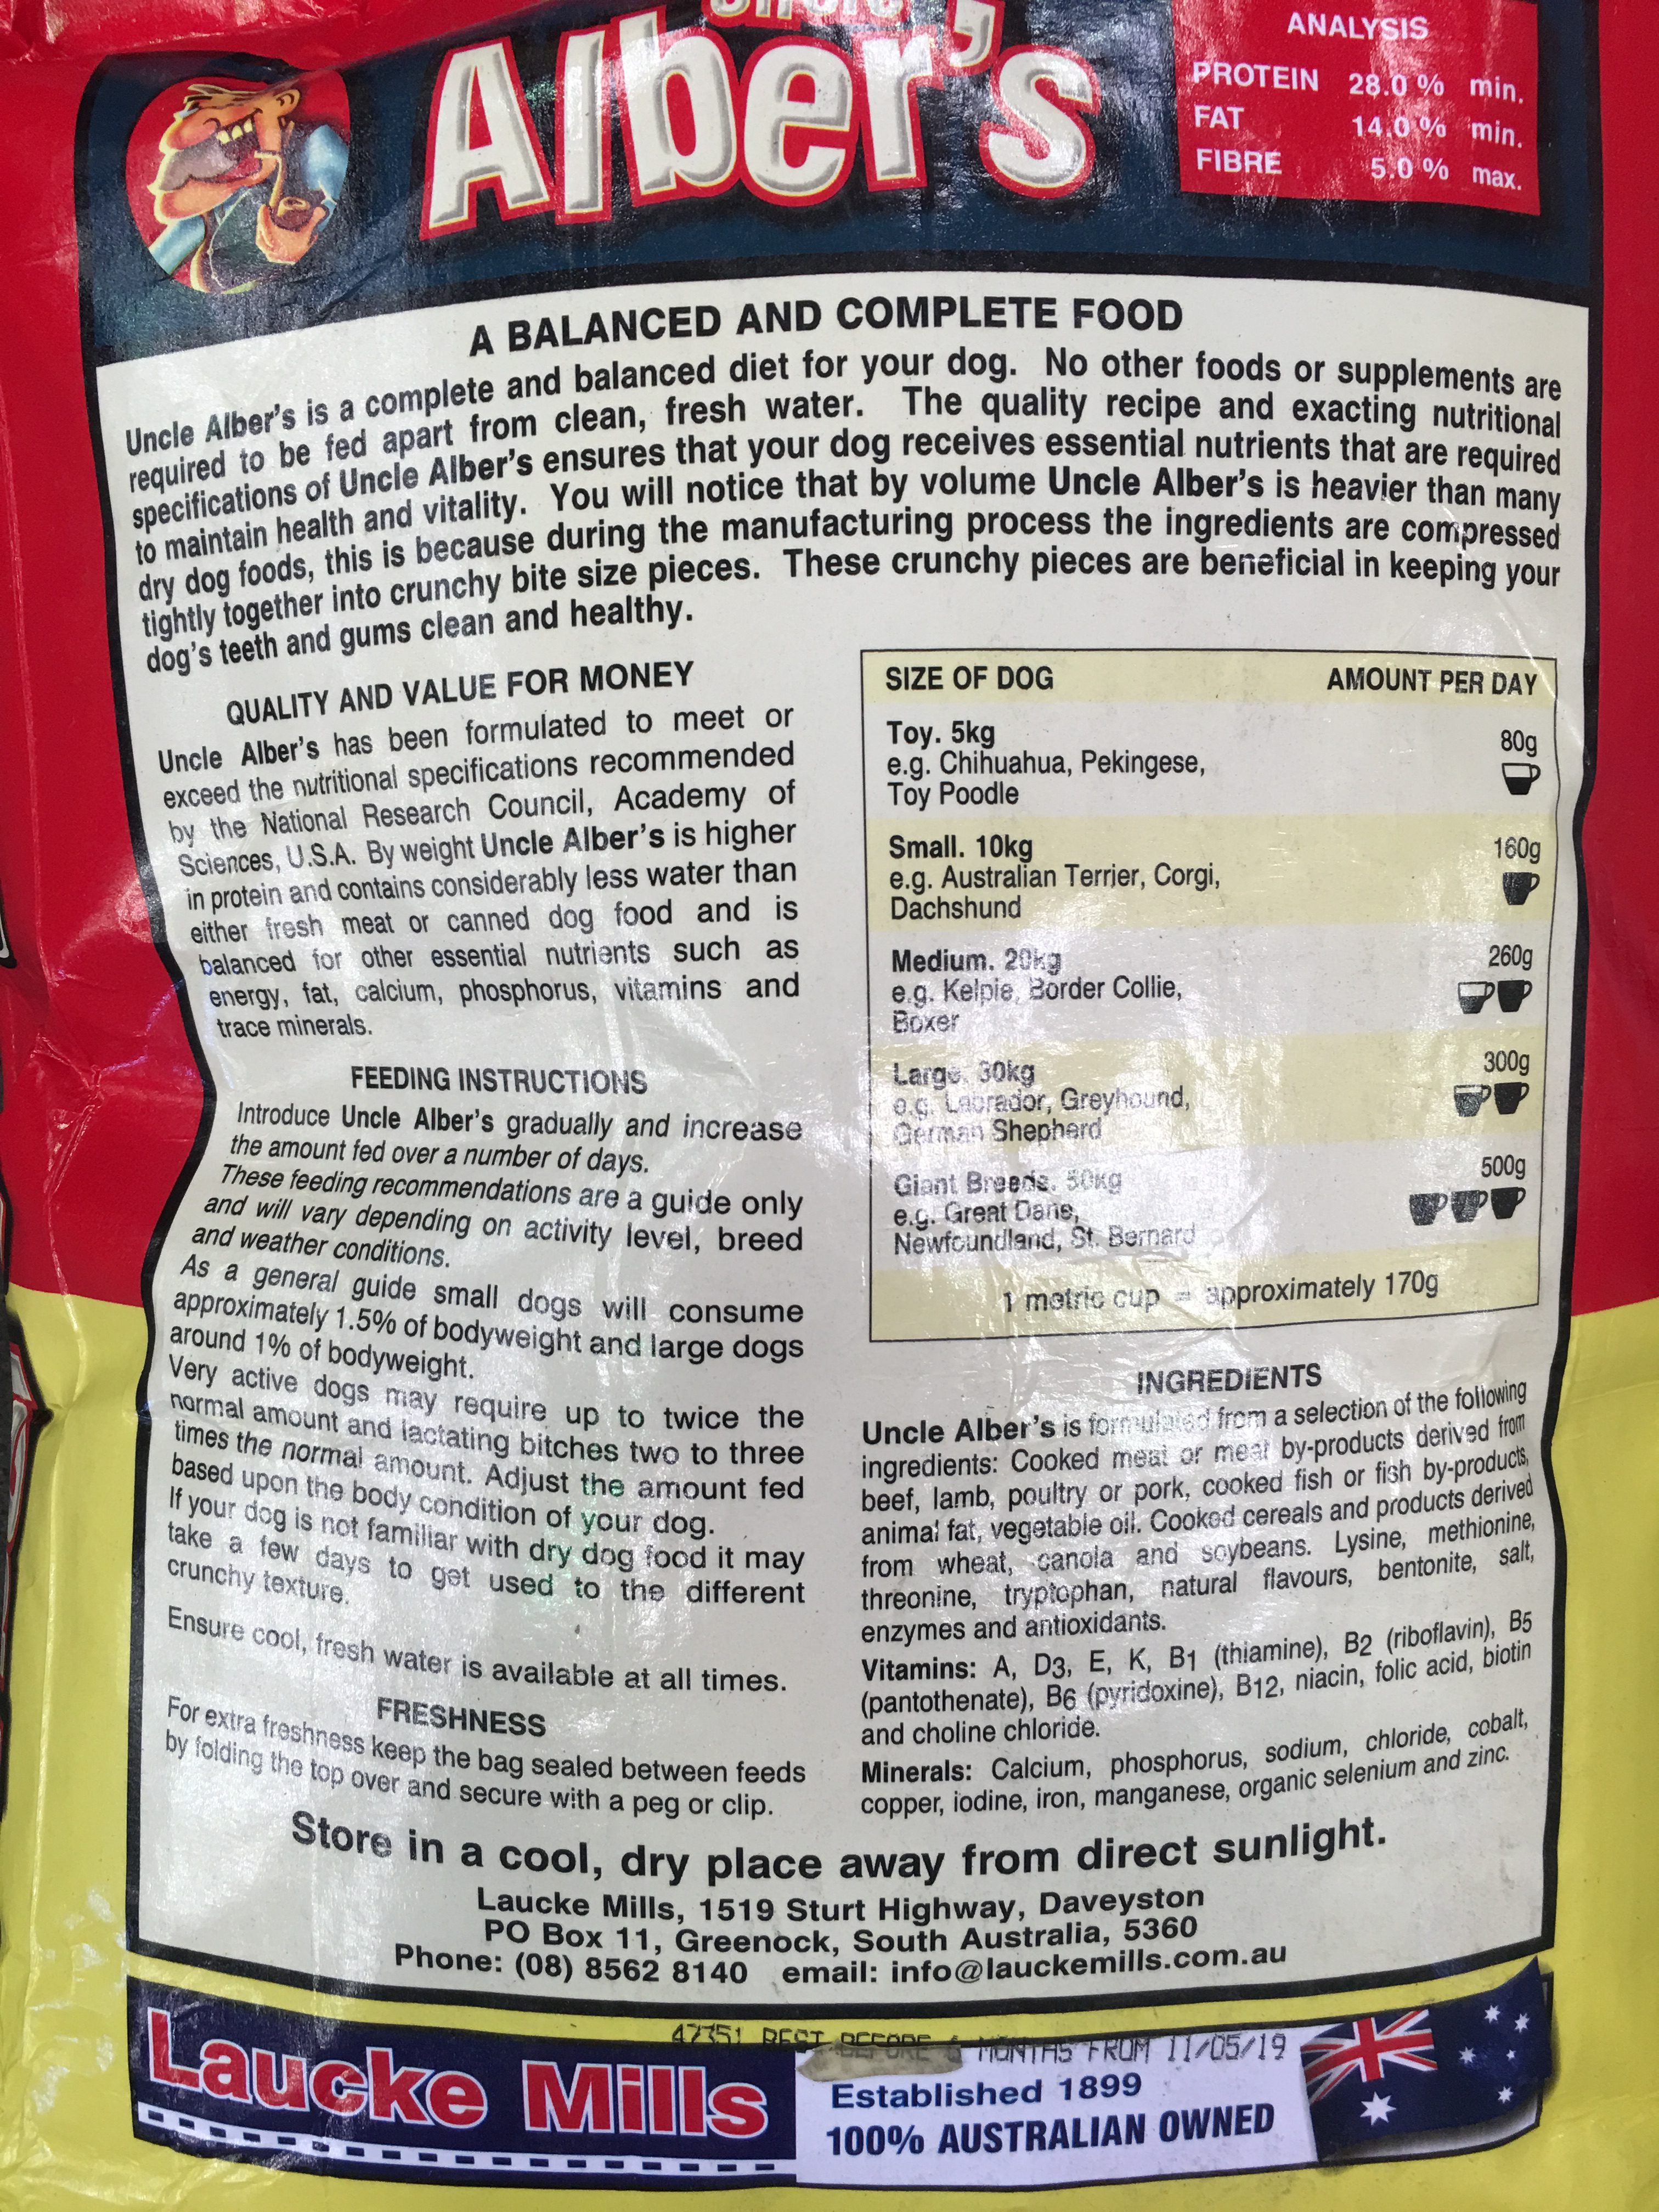 Alber's
ANALYSIS
PROTEIN 28.0 % min.
FAT 14.0 % min.
FIBRE 5.0 % max.
A BALANCED AND COMPLETE FOOD
Uncle Alber's is a complete and balanced diet for your dog. No other foods or supplements are
required to be fed apart from clean, fresh water. The quality recipe and exacting nutritional
specifications of Uncle Alber's ensures that your dog receives essential nutrients that are required
to maintain health and vitality. You will notice that by volume Uncle Alber's is heavier than many
dry dog foods, this is because during the manufacturing process the ingredients are compressed
tightly together into crunchy bite size pieces. These crunchy pieces are beneficial in keeping your
dog's teeth and gums clean and healthy.
QUALITY AND VALUE FOR MONEY
Uncle Alber's has been formulated to meet or
exceed the nutritional specifications recommended
by the National Research Council, Academy of
Sciences, U.S.A. By weight Uncle Alber's is higher
in protein and contains considerably less water than
either fresh meat or canned dog food and is
balanced for other essential nutrients such as
energy, fat, calcium, phosphorus, vitamins and
trace minerals.
FEEDING INSTRUCTIONS
Introduce Uncle Alber's gradually and increase
the amount fed over a number of days.
These feeding recommendations are a guide only
and will vary depending on activity level, breed
and weather conditions.
As a general guide small dogs will consume
approximately 1.5% of bodyweight and large dogs
around 1% of bodyweight.
Very active dogs may require up to twice the
normal amount and lactating bitches two to three
times the normal amount. Adjust the amount fed
based upon the body condition of your dog.
If your dog is not familiar with dry dog food it may
take a few days to get used to the different
crunchy texture.
Ensure cool, fresh water is available at all times.
FRESHNESS
For extra freshness keep the bag sealed between feeds
by folding the top over and secure with a peg or clip.
SIZE OF DOG AMOUNT PER DAY
Toy. 5kg 80g
e.g. Chihuahua, Pekingese,
Toy Poodle
Small. 10kg 160g
e.g. Australian Terrier, Corgi,
Dachshund
Medium. 20kg 260g
e.g. Kelpie, Border Collie,
Boxer
Large. 30kg 300g
e.g. Labrador, Greyhound,
German Shepherd
Giant Breeds. 50kg 500g
e.g. Great Dane,
Newfoundland, St. Bernard
1 metric cup = approximately 170g
INGREDIENTS
Uncle Alber's is formulated from a selection of the following
ingredients: Cooked meat or meat by-products derived from
beef, lamb, poultry or pork, cooked fish or fish by-products,
animal fat, vegetable oil. Cooked cereals and products derived
from wheat, canola and soybeans. Lysine, methionine,
threonine, tryptophan, natural flavours, bentonite, salt,
enzymes and antioxidants.
Vitamins: A, D3, E, K, B1 (thiamine), B2 (riboflavin), B5
(pantothenate), B6 (pyridoxine), B12, niacin, folic acid, biotin
and choline chloride.
Minerals: Calcium, phosphorus, sodium, chloride, cobalt,
copper, iodine, iron, manganese, organic selenium and zinc.
Store in a cool, dry place away from direct sunlight.
Laucke Mills, 1519 Sturt Highway, Daveyston
PO Box 11, Greenock, South Australia, 5360
Phone: (08) 8562 8140 email: info@lauckemills.com.au
47351 BEST BEFORE 6 MONTHS FROM 11/05/19
Laucke Mills
Established 1899
100% AUSTRALIAN OWNED